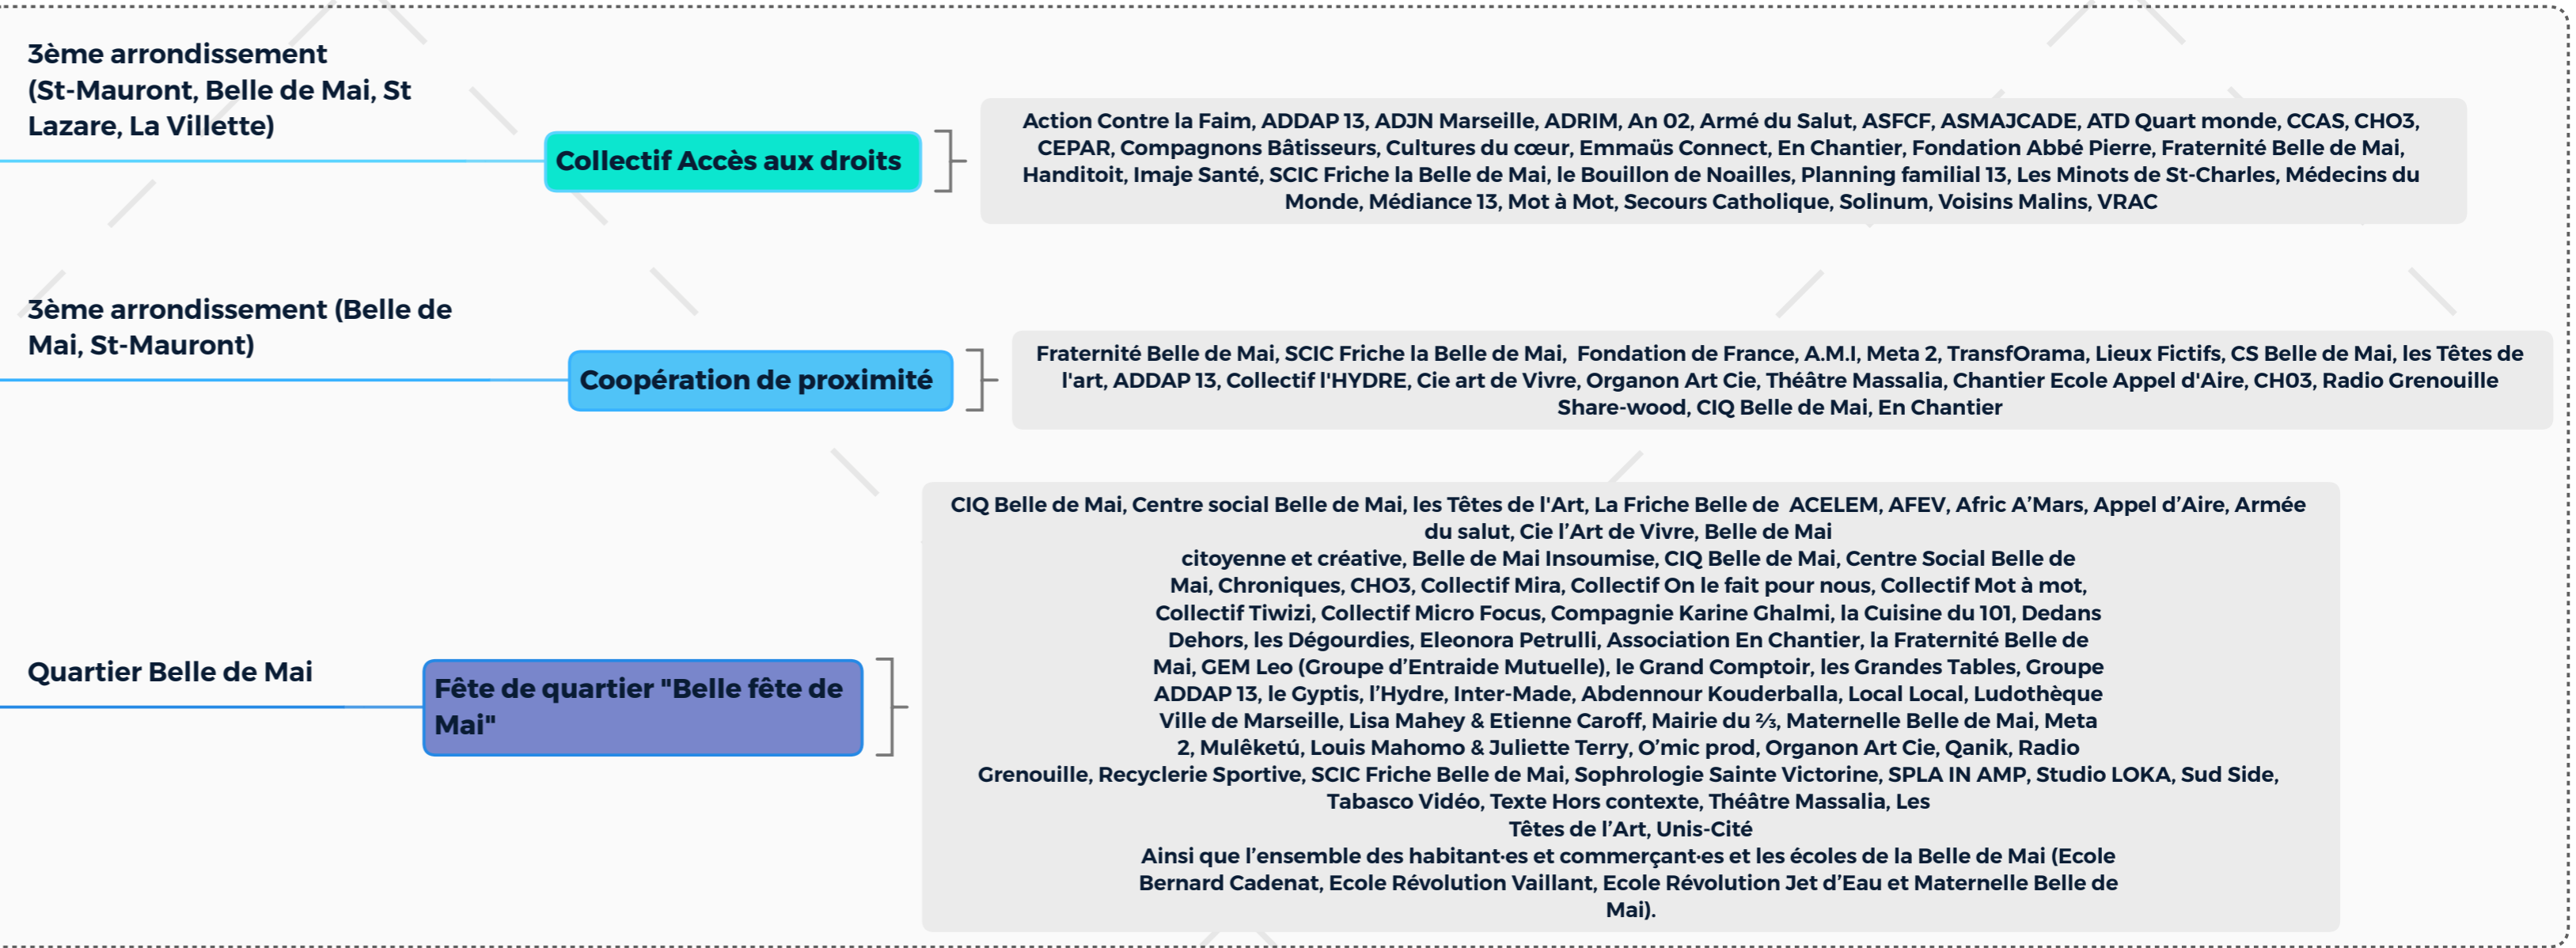 3ème arrondissement
(St-Mauront, Belle de Mai, St
Lazare, La Villette)
Collectif Accès aux droits
Action Contre la Faim, ADDAP 13, ADJN Marseille, ADRIM, An 02, Armé du Salut, ASFCF, ASMAJCADE, ATD Quart monde, CCAS, CHO3,
CEPAR, Compagnons Bâtisseurs, Cultures du cœur, Emmaüs Connect, En Chantier, Fondation Abbé Pierre, Fraternité Belle de Mai,
Handitoit, Imaje Santé, SCIC Friche la Belle de Mai, le Bouillon de Noailles, Planning familial 13, Les Minots de St-Charles, Médecins du
Monde, Médiance 13, Mot à Mot, Secours Catholique, Solinum, Voisins Malins, VRAC
3ème arrondissement (Belle de
Mai, St-Mauront)
Coopération de proximité
Fraternité Belle de Mai, SCIC Friche la Belle de Mai,  Fondation de France, A.M.I, Meta 2, TransfOrama, Lieux Fictifs, CS Belle de Mai, les Têtes de
l'art, ADDAP 13, Collectif l'HYDRE, Cie art de Vivre, Organon Art Cie, Théâtre Massalia, Chantier Ecole Appel d'Aire, CH03, Radio Grenouille
Share-wood, CIQ Belle de Mai, En Chantier
Quartier Belle de Mai
Fête de quartier "Belle fête de
Mai"
CIQ Belle de Mai, Centre social Belle de Mai, les Têtes de l'Art, La Friche Belle de  ACELEM, AFEV, Afric A’Mars, Appel d’Aire, Armée
du salut, Cie l’Art de Vivre, Belle de Mai
citoyenne et créative, Belle de Mai Insoumise, CIQ Belle de Mai, Centre Social Belle de
Mai, Chroniques, CHO3, Collectif Mira, Collectif On le fait pour nous, Collectif Mot à mot,
Collectif Tiwizi, Collectif Micro Focus, Compagnie Karine Ghalmi, la Cuisine du 101, Dedans
Dehors, les Dégourdies, Eleonora Petrulli, Association En Chantier, la Fraternité Belle de
Mai, GEM Leo (Groupe d’Entraide Mutuelle), le Grand Comptoir, les Grandes Tables, Groupe
ADDAP 13, le Gyptis, l’Hydre, Inter-Made, Abdennour Kouderballa, Local Local, Ludothèque
Ville de Marseille, Lisa Mahey & Etienne Caroff, Mairie du ⅔, Maternelle Belle de Mai, Meta
2, Mulêketú, Louis Mahomo & Juliette Terry, O’mic prod, Organon Art Cie, Qanik, Radio
Grenouille, Recyclerie Sportive, SCIC Friche Belle de Mai, Sophrologie Sainte Victorine, SPLA IN AMP, Studio LOKA, Sud Side,
Tabasco Vidéo, Texte Hors contexte, Théâtre Massalia, Les
Têtes de l’Art, Unis-Cité
Ainsi que l’ensemble des habitant·es et commerçant·es et les écoles de la Belle de Mai (Ecole
Bernard Cadenat, Ecole Révolution Vaillant, Ecole Révolution Jet d’Eau et Maternelle Belle de
Mai).